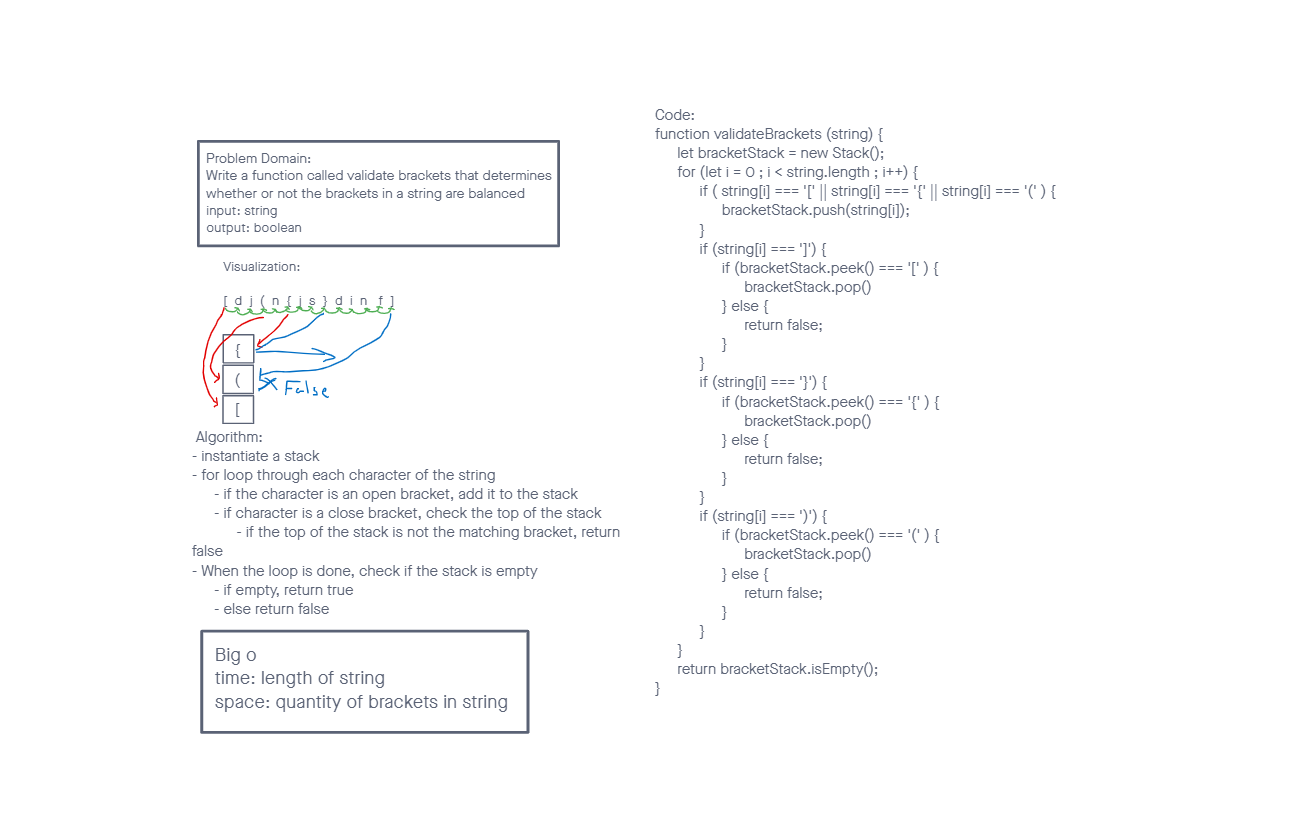 Problem Domain:
Write a function called validate brackets that determines
whether or not the brackets in a string are balanced
input: string
output: boolean
Visualization:
[ d j ( n { j s } d i n f ]
{
(
[
False
Algorithm:
- instantiate a stack
- for loop through each character of the string
- if the character is an open bracket, add it to the stack
- if character is a close bracket, check the top of the stack
- if the top of the stack is not the matching bracket, return
false
- When the loop is done, check if the stack is empty
- if empty, return true
- else return false
Big o
time: length of string
space: quantity of brackets in string
Code:
function validateBrackets (string) {
let bracketStack = new Stack();
for (let i = 0 ; i < string.length ; i++) {
if ( string[i] === '[' || string[i] === '{' || string[i] === '(' ) {
bracketStack.push(string[i]);
}
if (string[i] === ']') {
if (bracketStack.peek() === '[' ) {
bracketStack.pop()
} else {
return false;
}
}
if (string[i] === '}') {
if (bracketStack.peek() === '{' ) {
bracketStack.pop()
} else {
return false;
}
}
if (string[i] === ')') {
if (bracketStack.peek() === '(' ) {
bracketStack.pop()
} else {
return false;
}
}
}
return bracketStack.isEmpty();
}